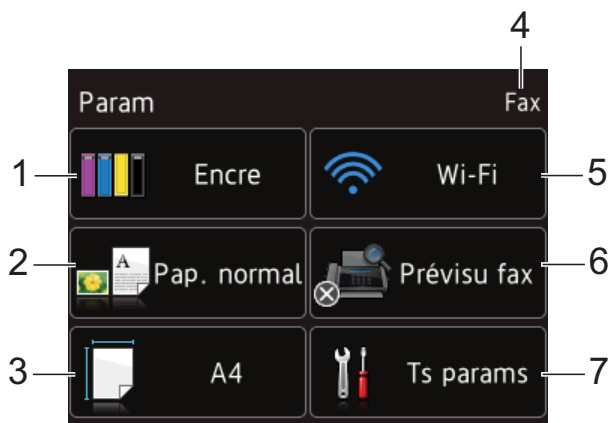 4
Param Fax
1 Encre Wi-Fi 5
2 A Pap. normal Prévisu fax 6
3 A4 Ts params 7